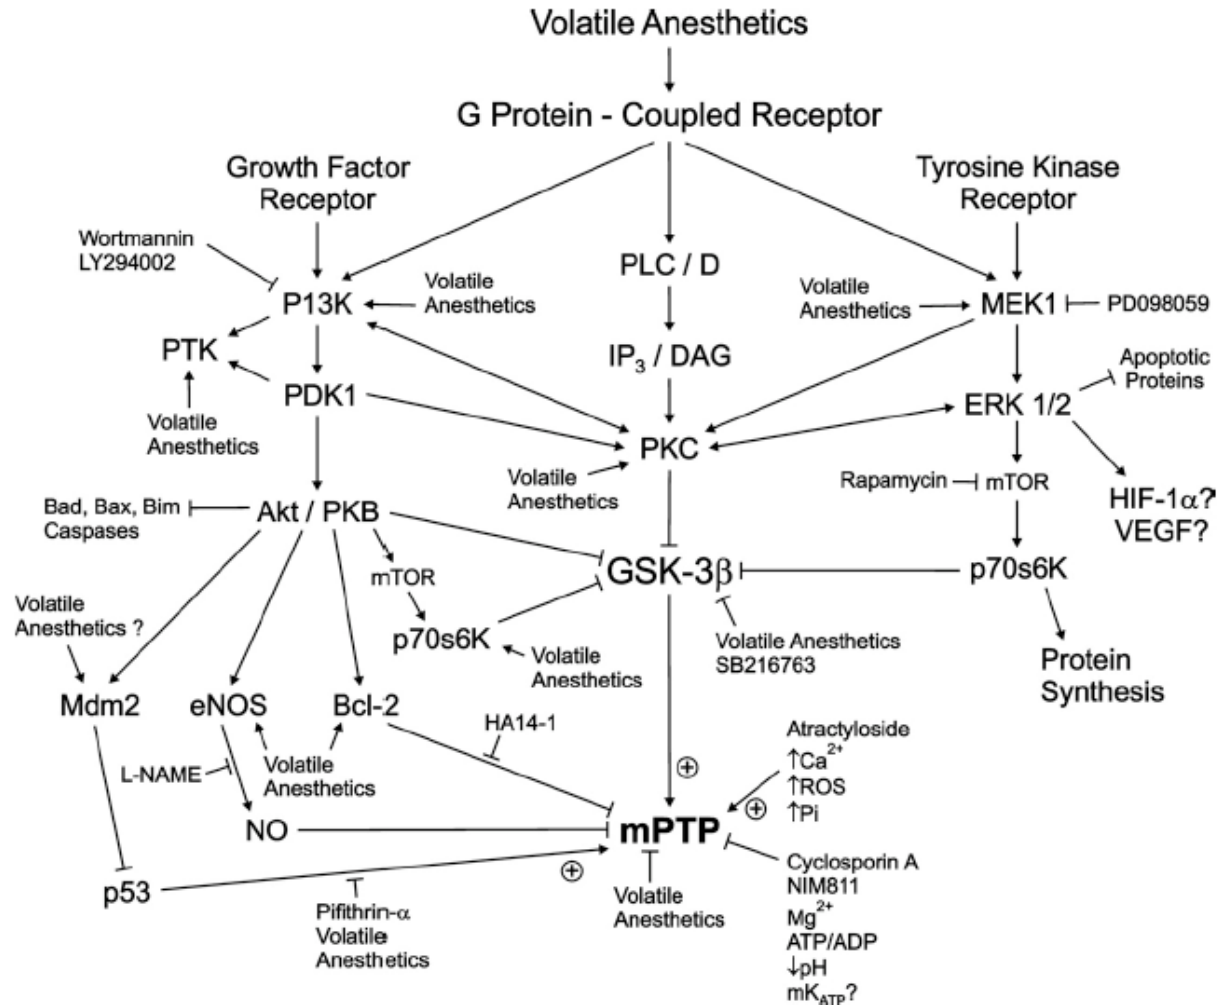 Volatile Anesthetics
G Protein - Coupled Receptor
Growth Factor
Receptor
Tyrosine Kinase
Receptor
Wortmannin
LY294002
PLC / D
P13K
Volatile
Anesthetics
Volatile
Anesthetics
MEK1
PD098059
PTK
IP₃ / DAG
Apoptotic
Proteins
PDK1
ERK 1/2
Volatile
Anesthetics
PKC
Volatile
Anesthetics
Rapamycin
mTOR
HIF-1α?
VEGF?
Bad, Bax, Bim
Caspases
Akt / PKB
GSK-3β
p70s6K
mTOR
Volatile
Anesthetics ?
p70s6K
Volatile
Anesthetics
Volatile Anesthetics
SB216763
Protein
Synthesis
Mdm2
eNOS
Bcl-2
HA14-1
L-NAME
Volatile
Anesthetics
Atractyloside
↑Ca²⁺
↑ROS
↑Pi
+
+
NO
mPTP
p53
+
Pifithrin-α
Volatile
Anesthetics
Volatile
Anesthetics
Cyclosporin A
NIM811
Mg²⁺
ATP/ADP
↓pH
mK_ATP?